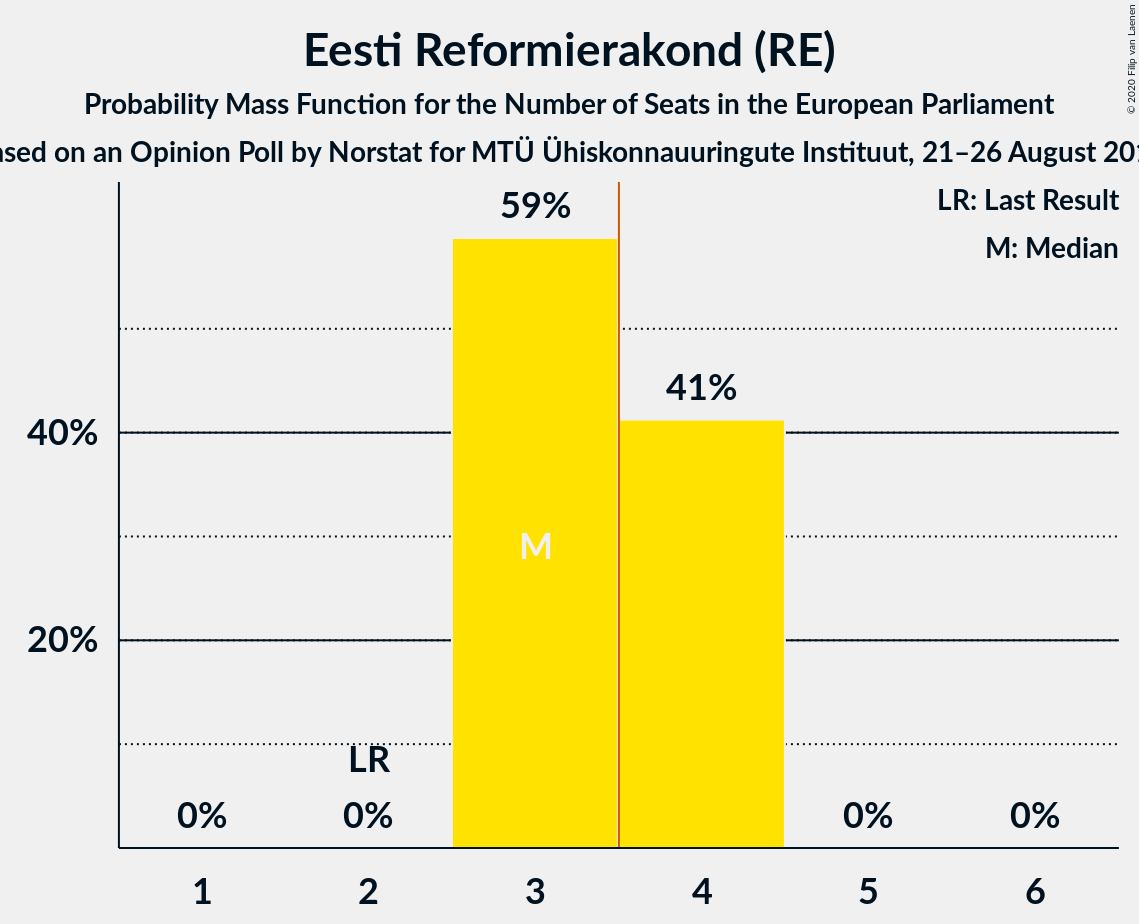 Eesti Reformierakond (RE)
Probability Mass Function for the Number of Seats in the European Parliament
on an Opinion Poll by Norstat for MTÜ Ühiskonnauuringute Instituut, 21–26 August
© 2020 Filip van Laenen
LR: Last Result
M: Median
59%
41%
40%
M
20%
LR
0%
0%
0%
0%
1
2
3
4
5
6